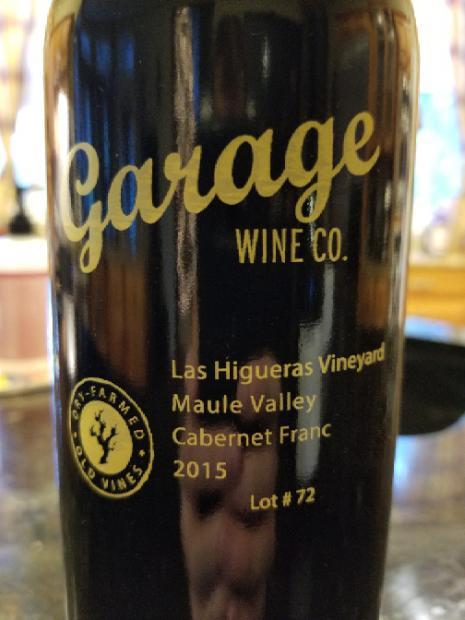 Garage
WINE CO.
Las Higueras Vineyard
Maule Valley
Cabernet Franc
2015
Lot # 72
DRY-FARMED
OLD VINES